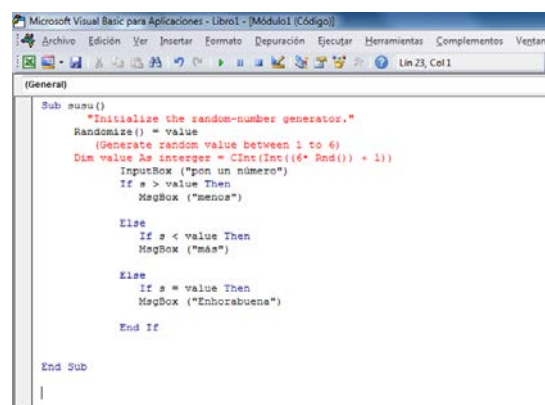 Microsoft Visual Basic para Aplicaciones - Libro1 - [Módulo1 (Código)]
Archivo Edición Ver Insertar Formato Depuración Ejecutar Herramientas Complementos
Lín 23, Col 1
(General)
Sub susu()
"Initialize the random-number generator."
Randomize() = value
(Generate random value between 1 to 6)
Dim value As interger = CInt(Int((6* Rnd()) + 1))
InputBox ("pon un número")
If s > value Then
MsgBox ("menos")
Else
If s < value Then
MsgBox ("más")
Else
If s = value Then
MsgBox ("Enhorabuena")
End If
End Sub